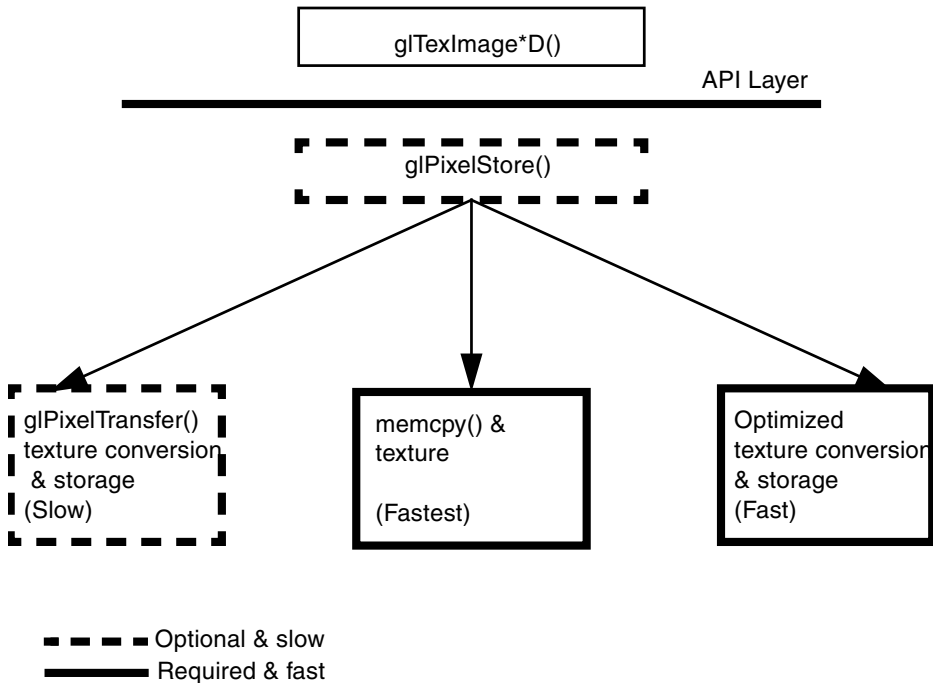 glTexImage*D()
API Layer
glPixelStore()
glPixelTransfer()
texture conversion
& storage
(Slow)
memcpy() &
texture
(Fastest)
Optimized
texture conversion
& storage
(Fast)
Optional & slow
Required & fast